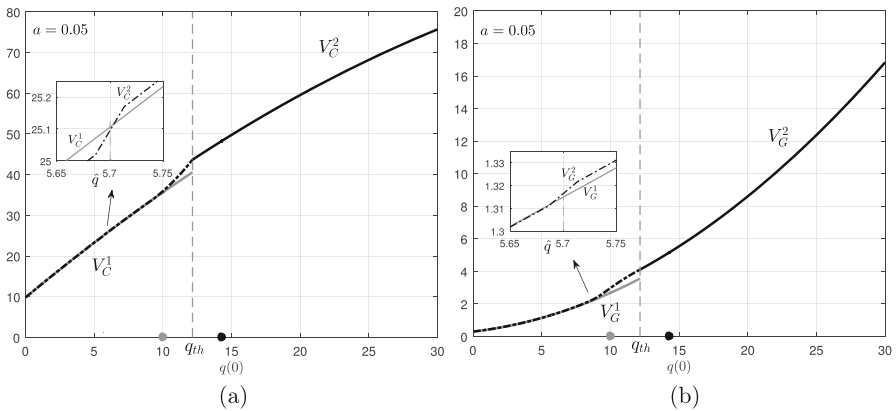 a = 0.05
80
70
60
50
40
30
20
10
0
V_C^2
25.2
25.1
25
V_C^2
V_C^1
5.65 5.7 5.75
q̂
V_C^1
0 5 10 15 20 25 30
q_th
q(0)
(a)
a = 0.05
20
18
16
14
12
10
8
6
4
2
0
V_G^2
1.33
1.32
1.31
1.3
V_G^2
V_G^1
5.65 5.7 5.75
q̂
V_G^1
0 5 10 15 20 25 30
q_th
q(0)
(b)